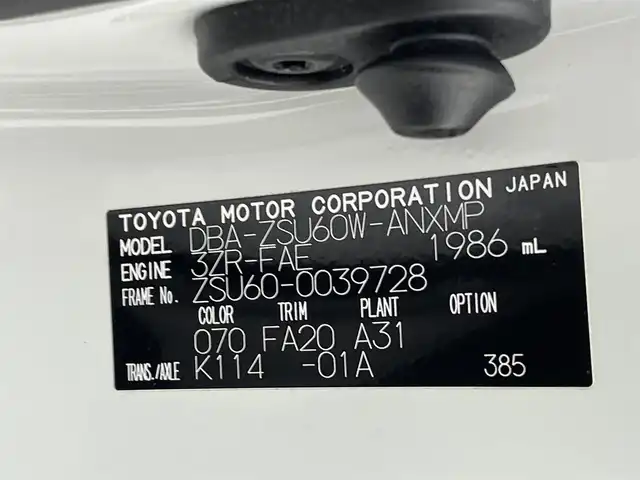 TOYOTA MOTOR CORPORATION JAPAN
MODEL DBA-ZSU60W-ANXMP
ENGINE 3ZR-FAE 1986 mL
FRAME No. ZSU60-0039728
COLOR TRIM PLANT OPTION
070 FA20 A31
TRANS./AXLE K114 -01A 385